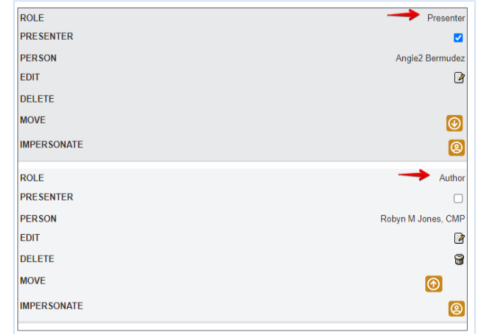 ROLE Presenter
PRESENTER
PERSON Angie2 Bermudez
EDIT
DELETE
MOVE
IMPERSONATE
ROLE Author
PRESENTER
PERSON Robyn M Jones, CMP
EDIT
DELETE
MOVE
IMPERSONATE